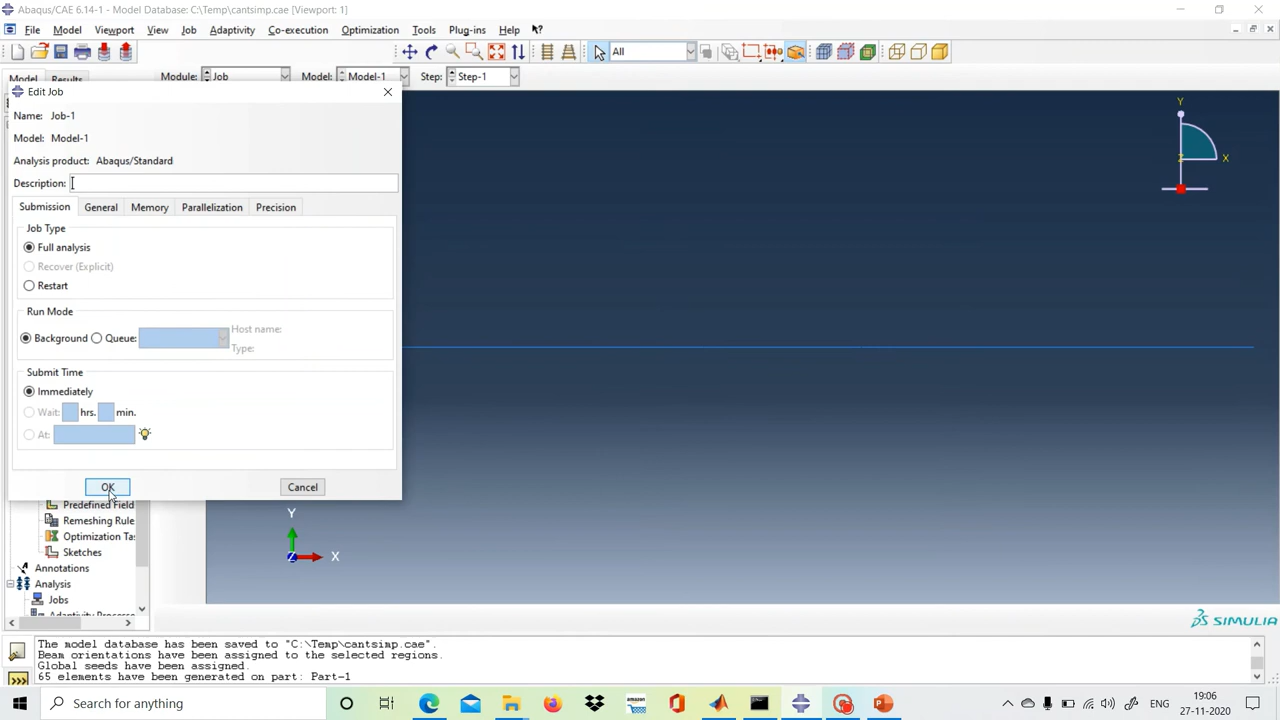 Abaqus/CAE 6.14-1 - Model Database: C:\Temp\cantsimp.cae [Viewport: 1]
File Model Viewport View Job Adaptivity Co-execution Optimization Tools Plug-ins Help
All
Model Results Module: Job Model: Model-1 Step: Step-1
Edit Job
Name: Job-1
Model: Model-1
Analysis product: Abaqus/Standard
Description:
Submission General Memory Parallelization Precision
Job Type
Full analysis
Recover (Explicit)
Restart
Run Mode
Background Queue: Host name:
Type:
Submit Time
Immediately
Wait: hrs. min.
At:
OK Cancel
Y
X
Z
Predefined Field
Remeshing Rule
Optimization Tas
Sketches
Annotations
Analysis
Jobs
Adaptivity Processe
Y
Z X
SIMULIA
The model database has been saved to "C:\Temp\cantsimp.cae".
Beam orientations have been assigned to the selected regions.
Global seeds have been assigned.
65 elements have been generated on part: Part-1
>>>
Search for anything
amazon
ENG
19:06
27-11-2020